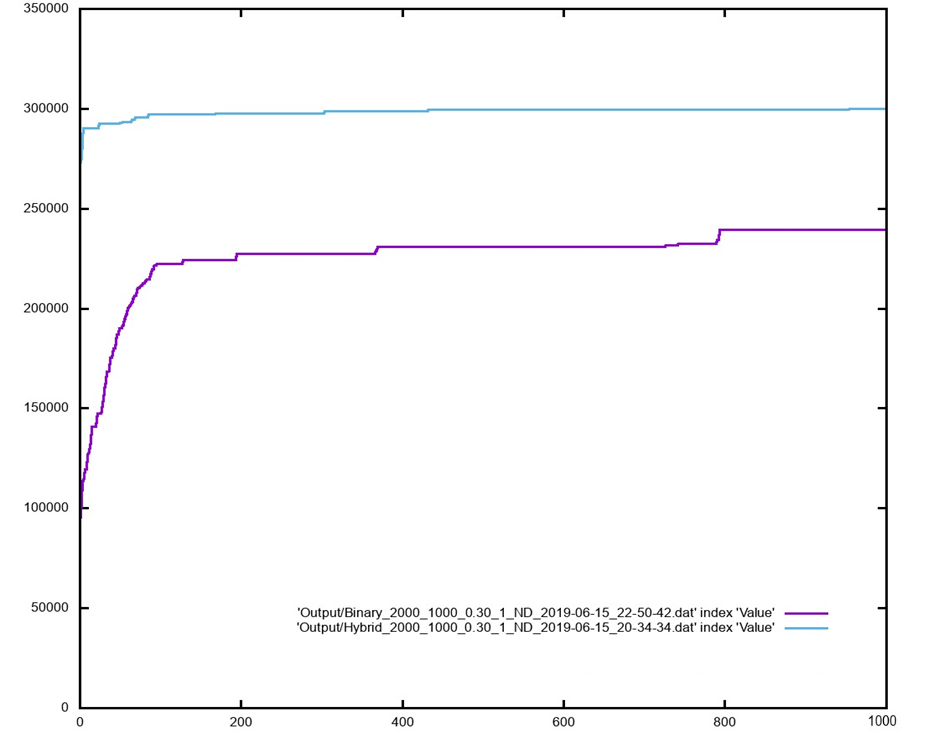 350000
300000
250000
200000
150000
100000
50000
0
'Output/Binary_2000_1000_0.30_1_ND_2019-06-15_22-50-42.dat' index 'Value'
'Output/Hybrid_2000_1000_0.30_1_ND_2019-06-15_20-34-34.dat' index 'Value'
0 200 400 600 800 1000